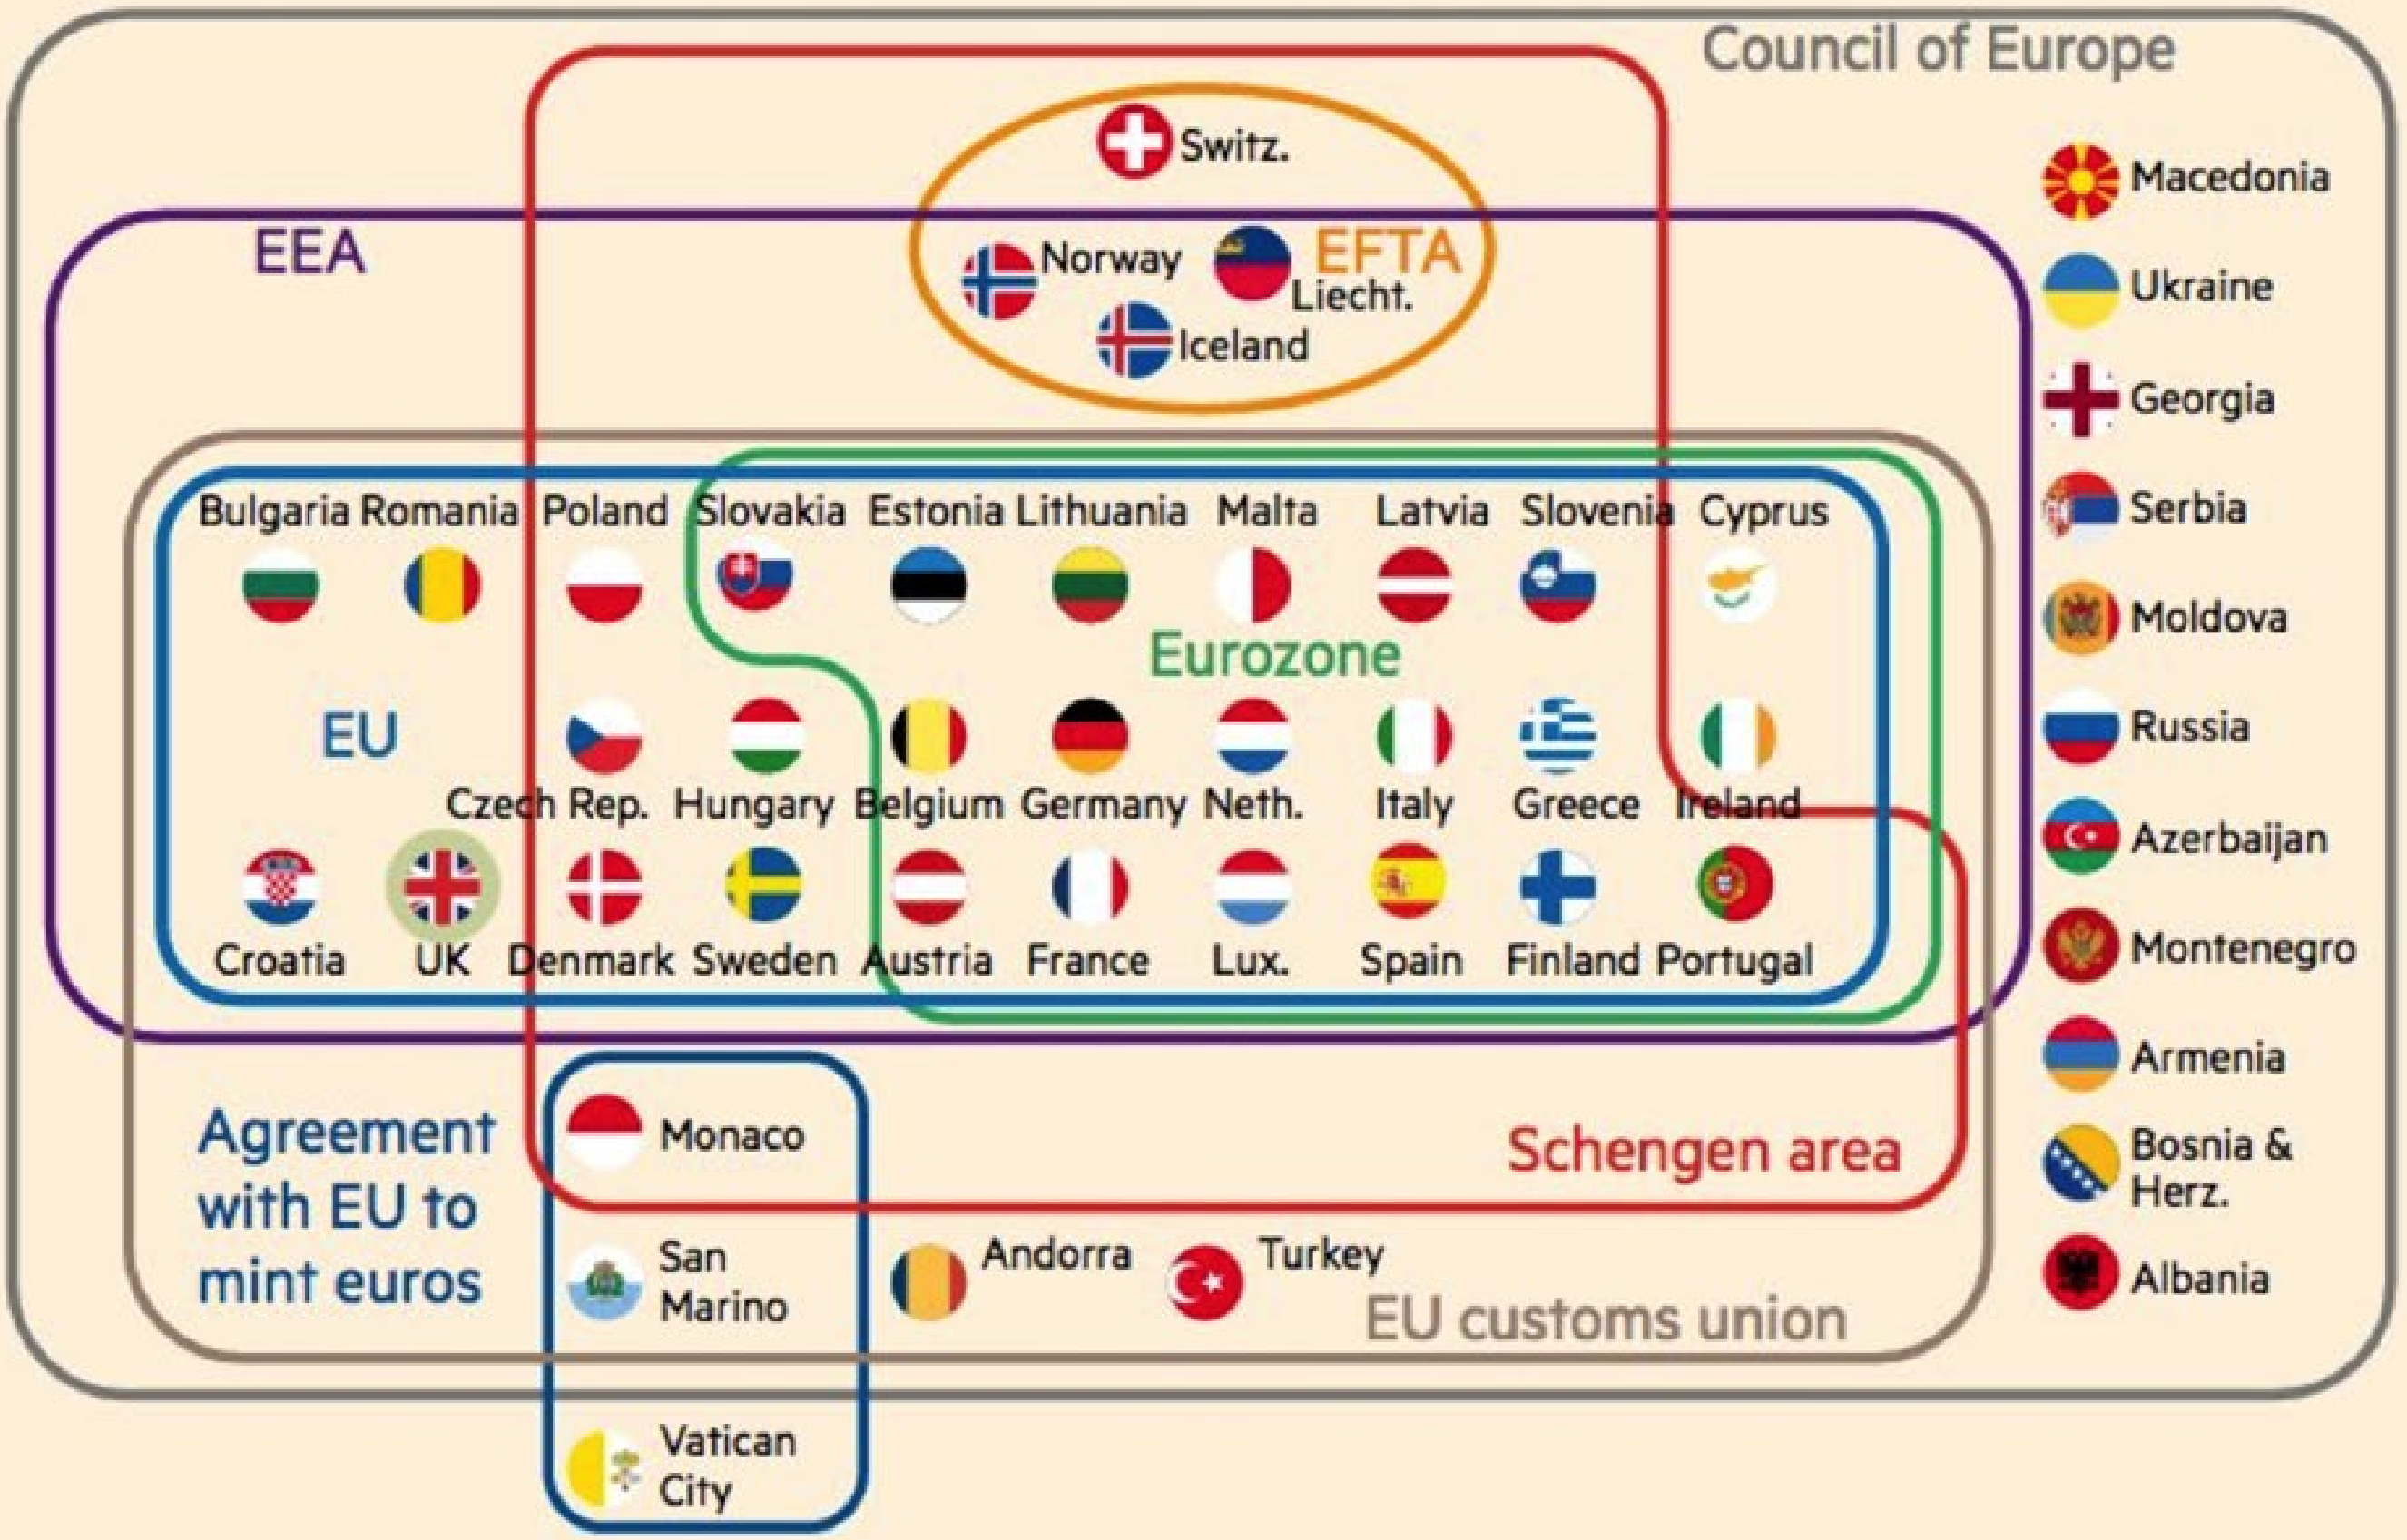 Council of Europe
Switz.
Macedonia
EEA
Norway
EFTA
Liecht.
Iceland
Ukraine
Georgia
Bulgaria Romania Poland Slovakia Estonia Lithuania Malta Latvia Slovenia Cyprus
Serbia
Moldova
Eurozone
EU
Russia
Czech Rep. Hungary Belgium Germany Neth. Italy Greece Ireland
Azerbaijan
Croatia UK Denmark Sweden Austria France Lux. Spain Finland Portugal
Montenegro
Armenia
Agreement
with EU to
mint euros
Monaco
Schengen area
Bosnia &
Herz.
San
Marino
Andorra
Turkey
EU customs union
Albania
Vatican
City